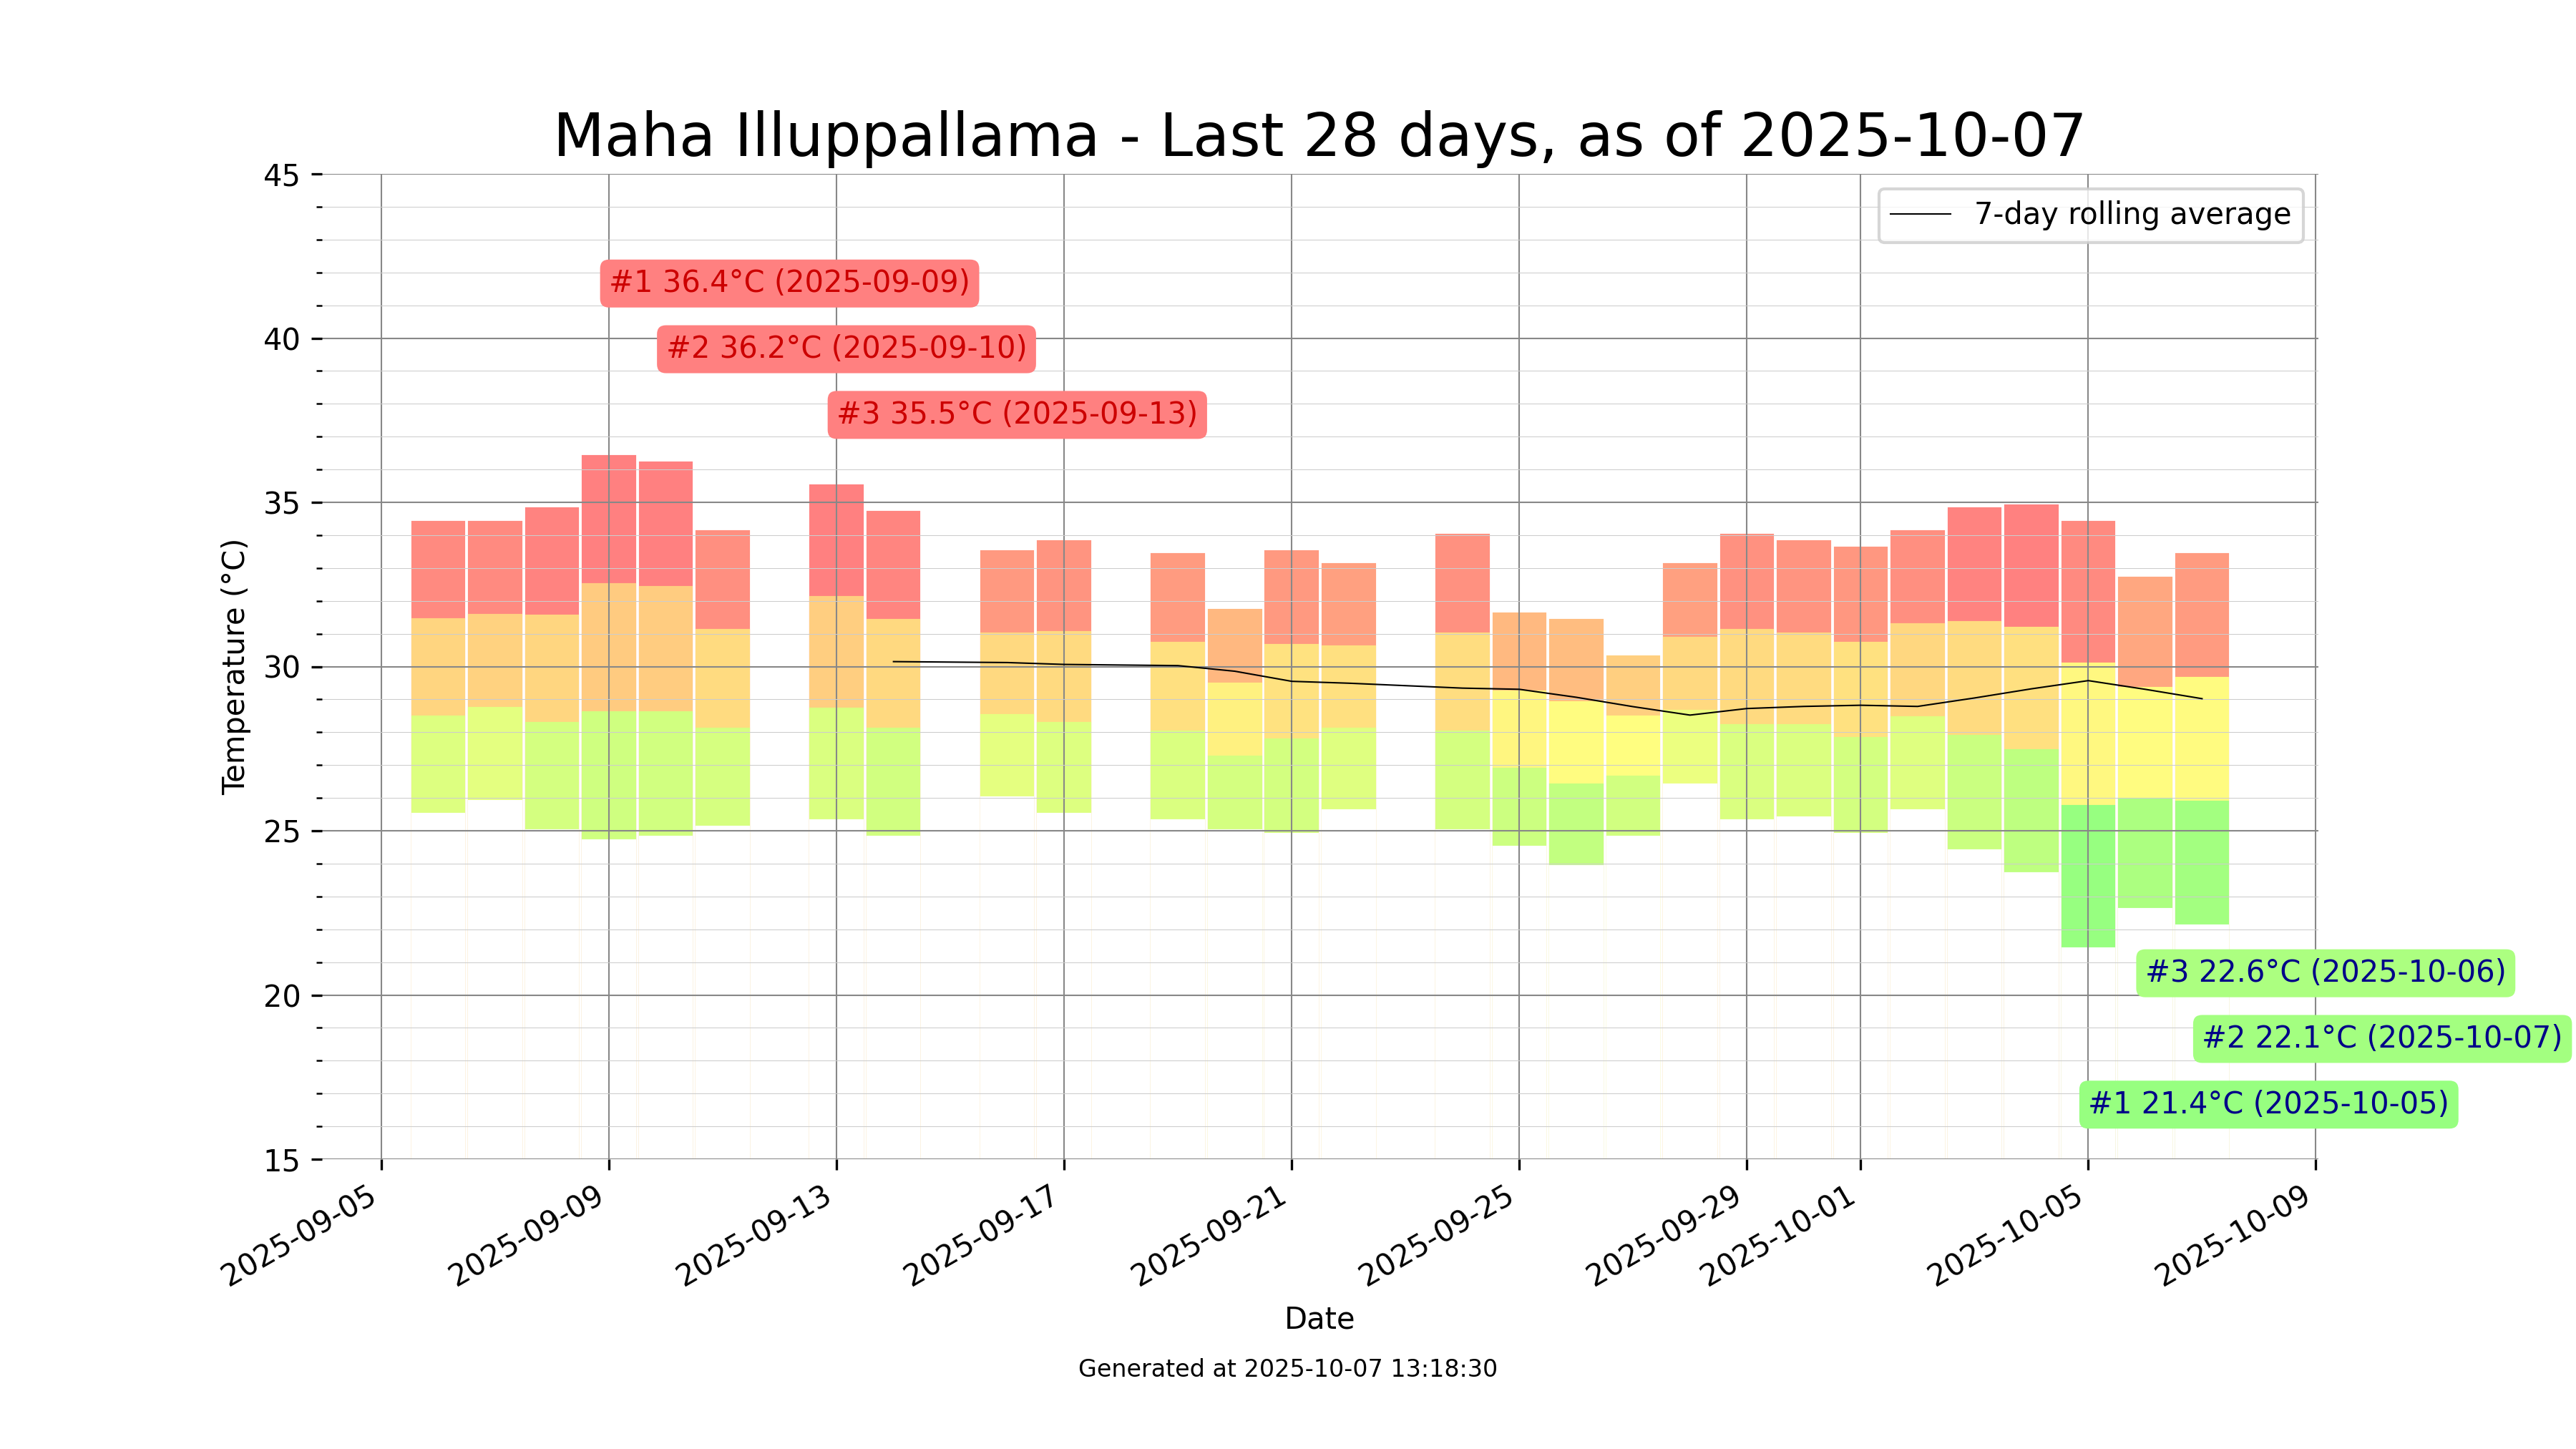 Maha Illuppallama - Last 28 days, as of 2025-10-07
7-day rolling average
#1 36.4°C (2025-09-09)
#2 36.2°C (2025-09-10)
#3 35.5°C (2025-09-13)
#3 22.6°C (2025-10-06)
#2 22.1°C (2025-10-07)
#1 21.4°C (2025-10-05)
Temperature (°C)
45
40
35
30
25
20
15
2025-09-05
2025-09-09
2025-09-13
2025-09-17
2025-09-21
2025-09-25
2025-09-29
2025-10-01
2025-10-05
2025-10-09
Date
Generated at 2025-10-07 13:18:30